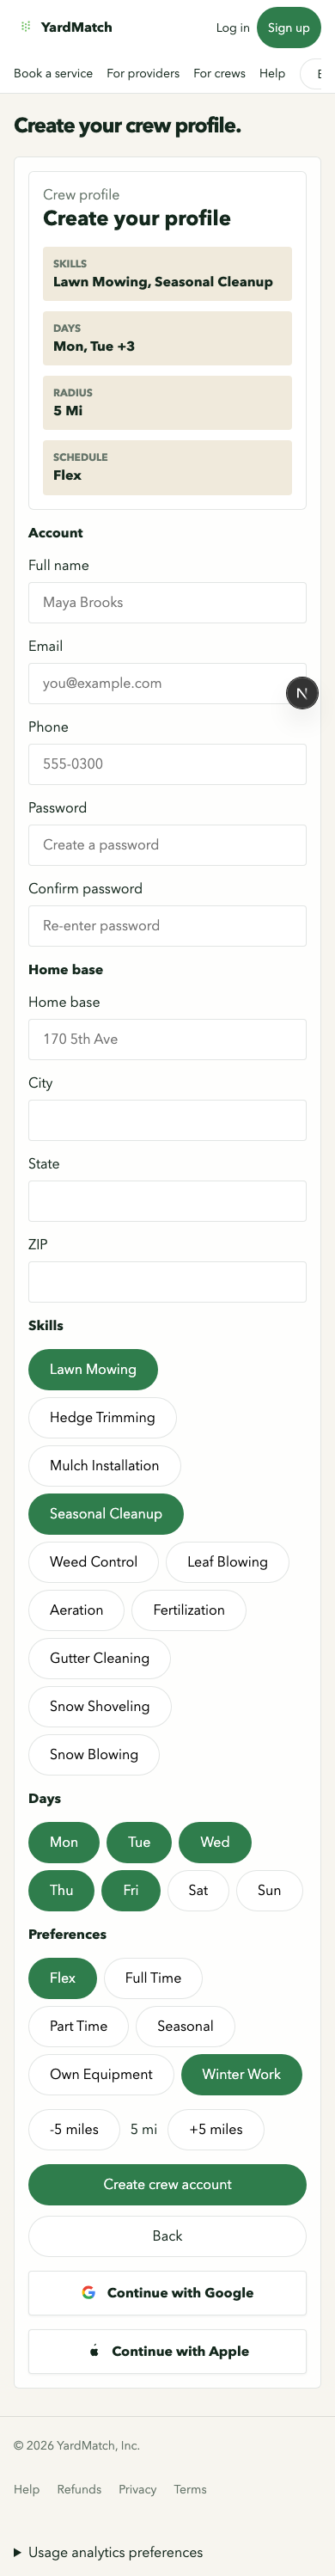 YardMatch
Log in
Sign up
Book a service
For providers
For crews
Help
Create your crew profile.
Crew profile
Create your profile
SKILLS
Lawn Mowing, Seasonal Cleanup
DAYS
Mon, Tue +3
RADIUS
5 Mi
SCHEDULE
Flex
Account
Full name
Maya Brooks
Email
you@example.com
N
Phone
555-0300
Password
Create a password
Confirm password
Re-enter password
Home base
Home base
170 5th Ave
City
State
ZIP
Skills
Lawn Mowing
Hedge Trimming
Mulch Installation
Seasonal Cleanup
Weed Control
Leaf Blowing
Aeration
Fertilization
Gutter Cleaning
Snow Shoveling
Snow Blowing
Days
Mon
Tue
Wed
Thu
Fri
Sat
Sun
Preferences
Flex
Full Time
Part Time
Seasonal
Own Equipment
Winter Work
-5 miles
5 mi
+5 miles
Create crew account
Back
Continue with Google
Continue with Apple
© 2026 YardMatch, Inc.
Help
Refunds
Privacy
Terms
Usage analytics preferences